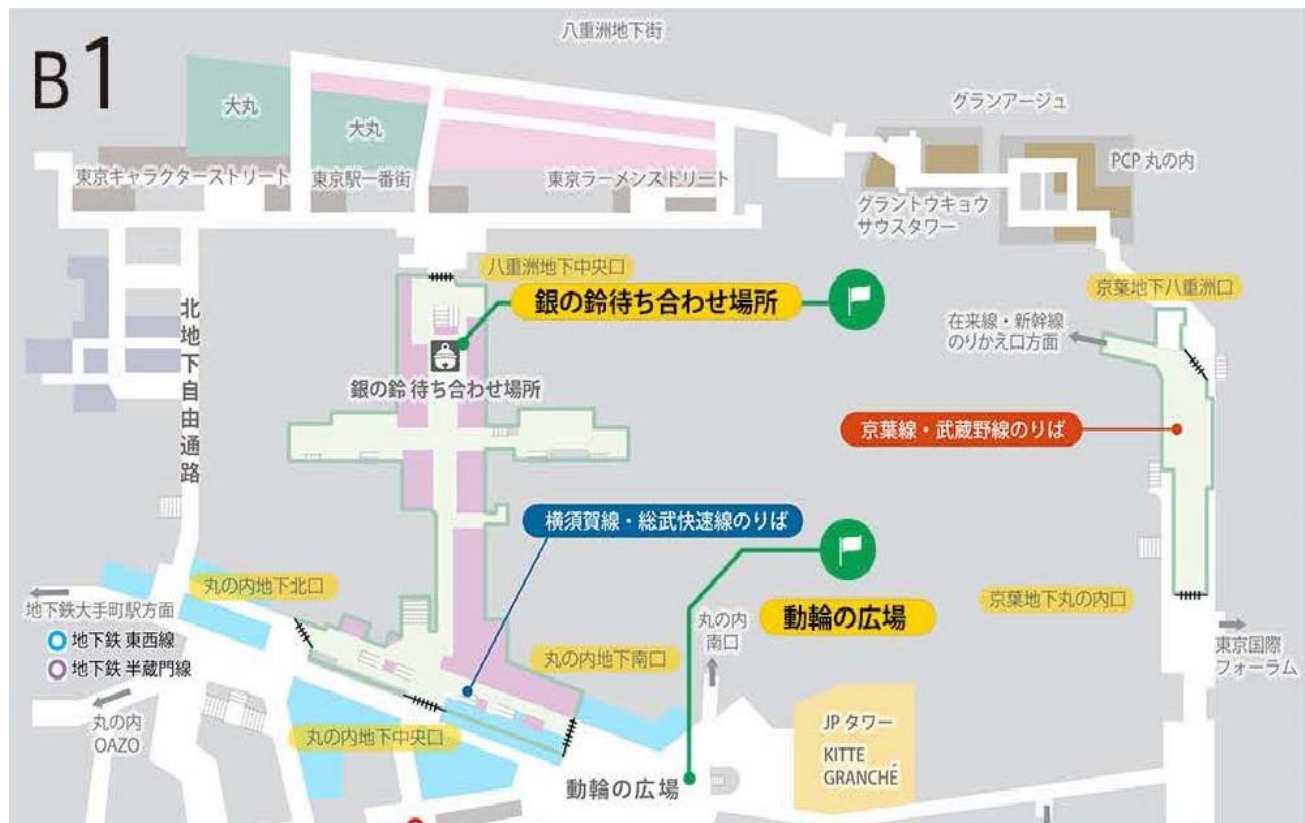 B1
八重洲地下街
大丸
大丸
グランアージュ
PCP 丸の内
東京キャラクターストリート
東京駅一番街
東京ラーメンストリート
グラントウキョウ
サウスタワー
八重洲地下中央口
銀の鈴待ち合わせ場所
京葉地下八重洲口
北地下自由通路
在来線・新幹線
のりかえ口方面
銀の鈴 待ち合わせ場所
京葉線・武蔵野線のりば
横須賀線・総武快速線のりば
丸の内地下北口
地下鉄大手町駅方面
地下鉄 東西線
地下鉄 半蔵門線
丸の内
OAZO
丸の内地下中央口
丸の内地下南口
丸の内
南口
動輪の広場
京葉地下丸の内口
東京国際
フォーラム
JP タワー
KITTE
GRANCHÉ
動輪の広場